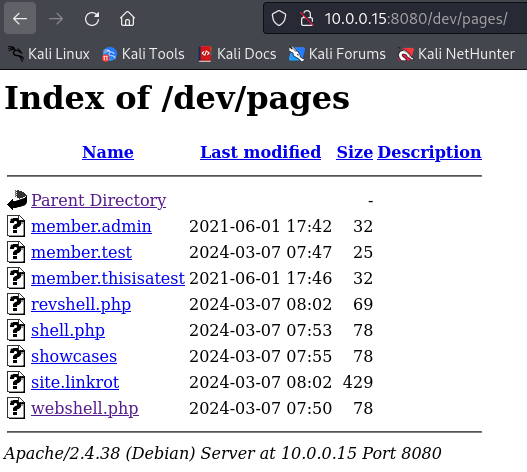 10.0.0.15:8080/dev/pages/
Kali Linux Kali Tools Kali Docs Kali Forums Kali NetHunter
Index of /dev/pages
Name Last modified Size Description
Parent Directory -
member.admin 2021-06-01 17:42 32
member.test 2024-03-07 07:47 25
member.thisisatest 2021-06-01 17:46 32
revshell.php 2024-03-07 08:02 69
shell.php 2024-03-07 07:53 78
showcases 2024-03-07 07:55 78
site.linkrot 2024-03-07 08:02 429
webshell.php 2024-03-07 07:50 78
Apache/2.4.38 (Debian) Server at 10.0.0.15 Port 8080